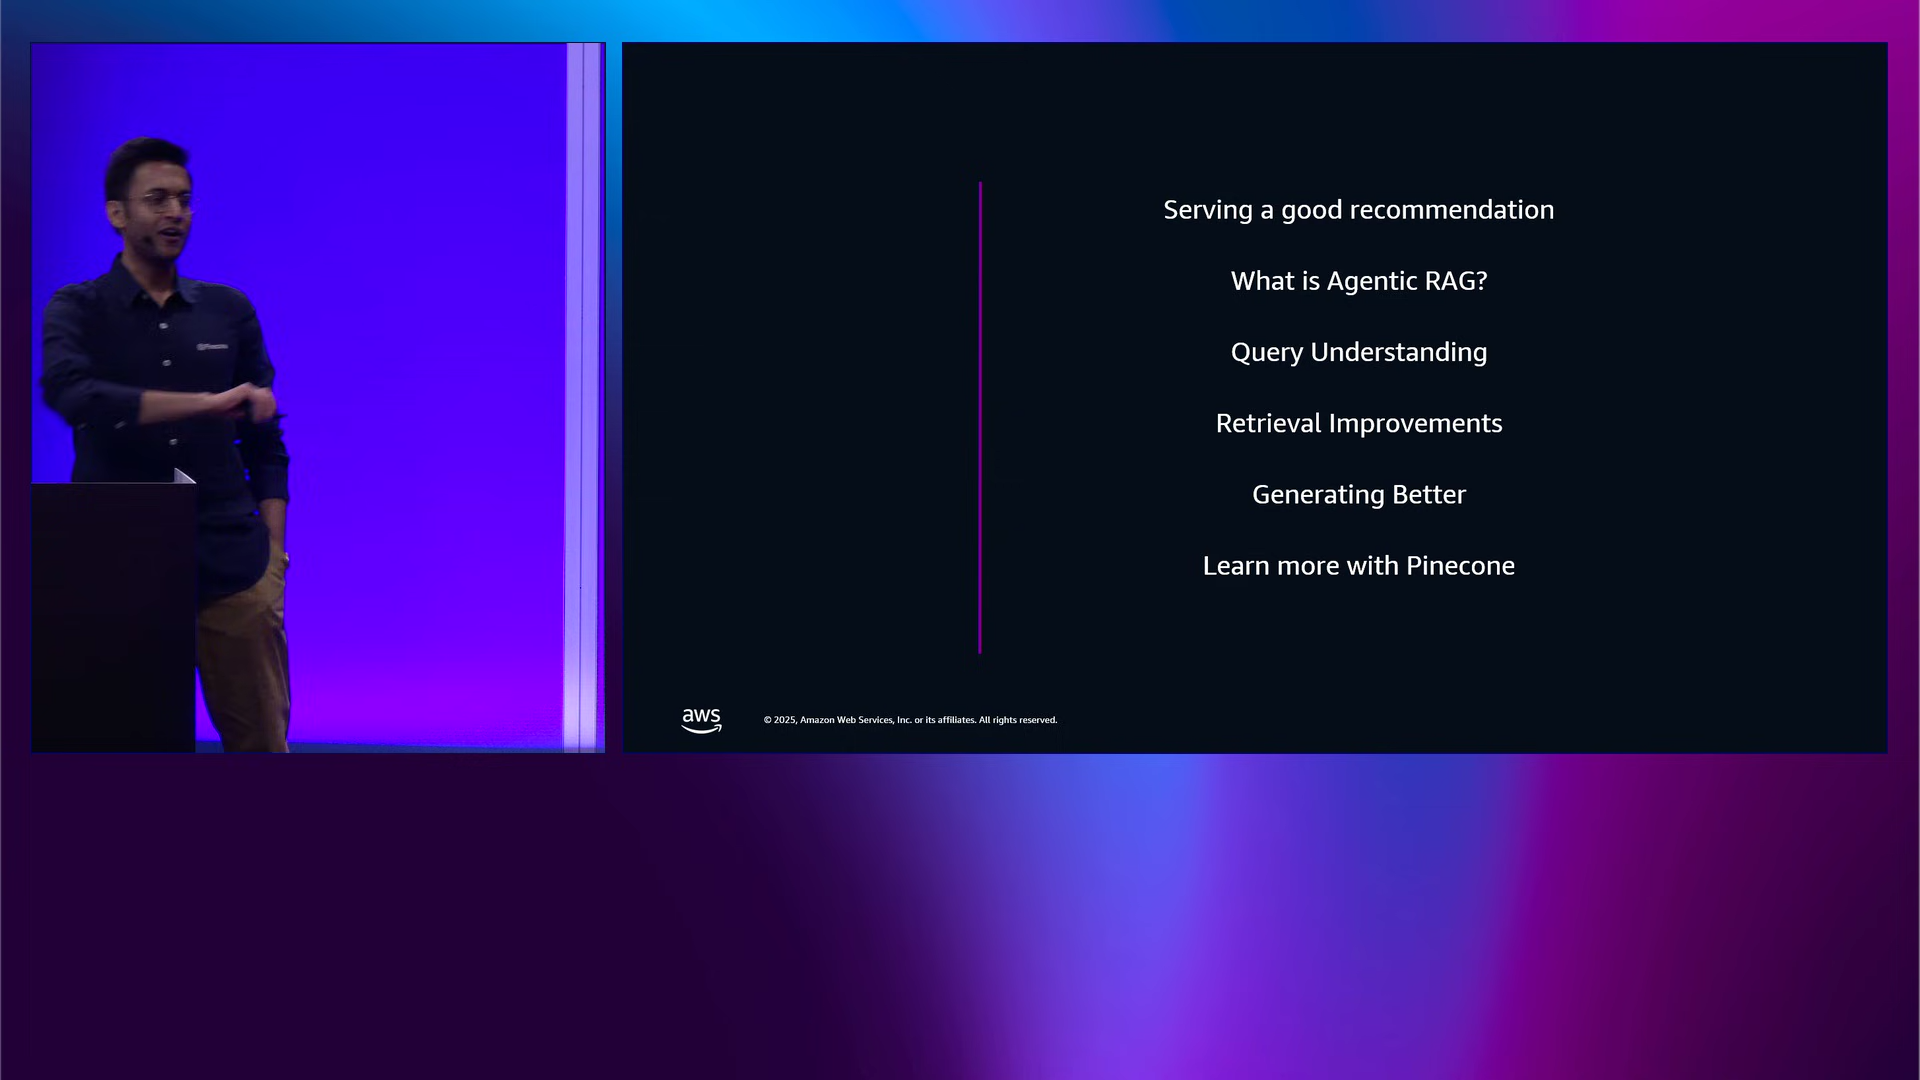 Serving a good recommendation
What is Agentic RAG?
Query Understanding
Retrieval Improvements
Generating Better
Learn more with Pinecone
aws
© 2025, Amazon Web Services, Inc. or its affiliates. All rights reserved.